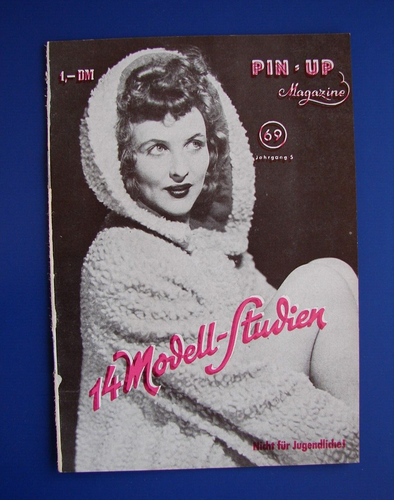 1,– DM
PIN-UP
Magazine
69
Jahrgang 5
14 Modell-Studien
Nicht für Jugendliche!